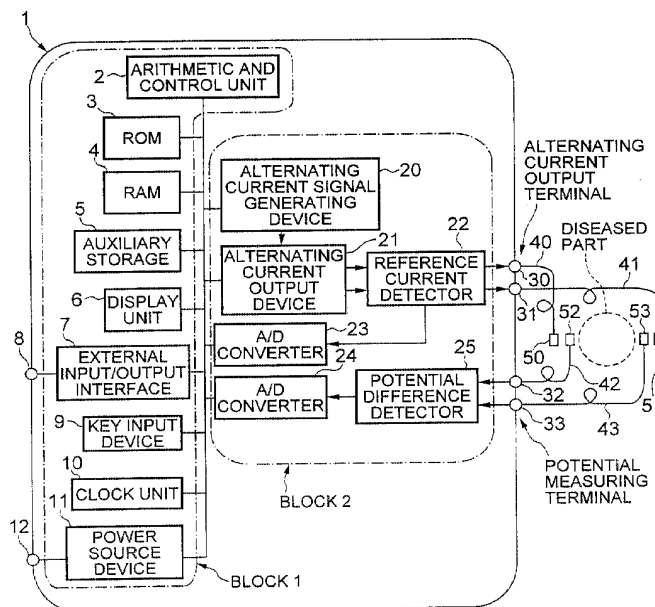 1
2
ARITHMETIC AND
CONTROL UNIT
3
ROM
4
RAM
5
AUXILIARY
STORAGE
6
DISPLAY
UNIT
7
8
EXTERNAL
INPUT/OUTPUT
INTERFACE
9
KEY INPUT
DEVICE
10
CLOCK UNIT
11
12
POWER
SOURCE
DEVICE
BLOCK 1
20
ALTERNATING
CURRENT SIGNAL
GENERATING
DEVICE
21
ALTERNATING
CURRENT
OUTPUT
DEVICE
22
REFERENCE
CURRENT
DETECTOR
23
A/D
CONVERTER
24
A/D
CONVERTER
25
POTENTIAL
DIFFERENCE
DETECTOR
BLOCK 2
ALTERNATING
CURRENT
OUTPUT
TERMINAL
DISEASED
PART
40
30
41
31
52
53
50
5
32
42
33
43
POTENTIAL
MEASURING
TERMINAL